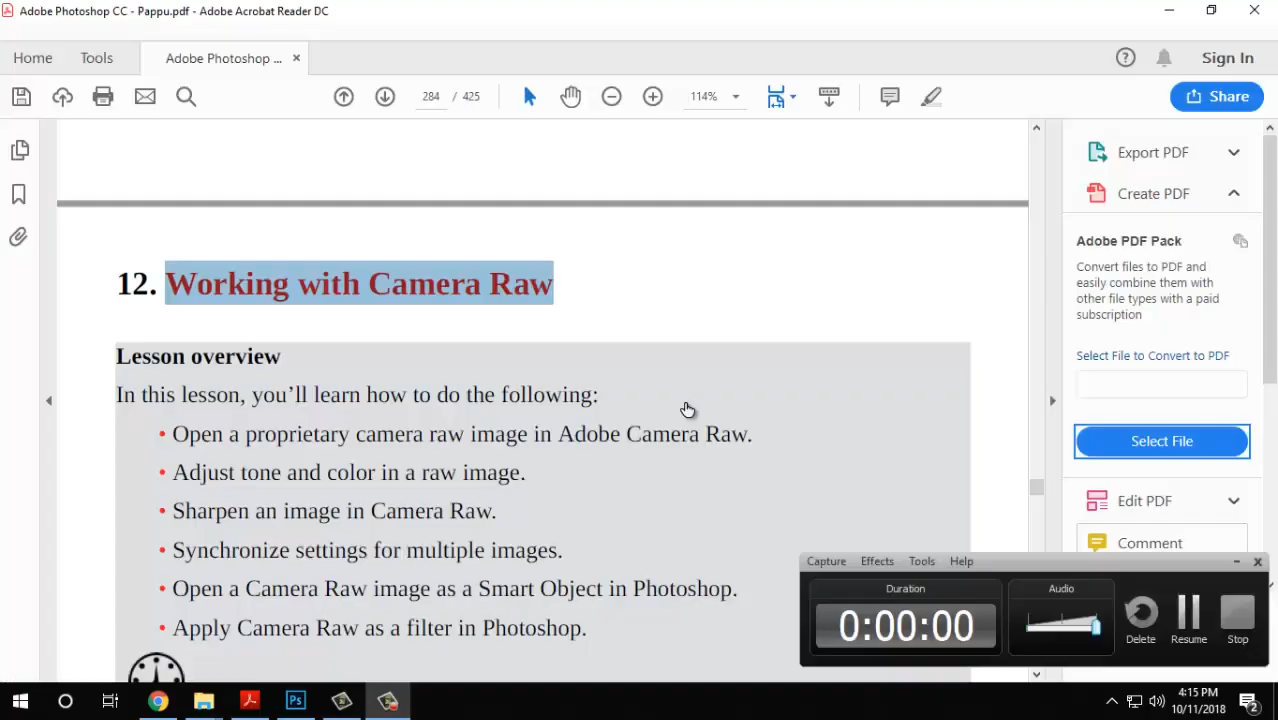 Adobe Photoshop CC - Pappu.pdf - Adobe Acrobat Reader DC
Home
Tools
Adobe Photoshop ...
Sign In
284 / 425
114%
Share
Export PDF
Create PDF
Adobe PDF Pack
Convert files to PDF and
easily combine them with
other file types with a paid
subscription
Select File to Convert to PDF
Select File
Edit PDF
Comment
12. Working with Camera Raw
Lesson overview
In this lesson, you’ll learn how to do the following:
• Open a proprietary camera raw image in Adobe Camera Raw.
• Adjust tone and color in a raw image.
• Sharpen an image in Camera Raw.
• Synchronize settings for multiple images.
• Open a Camera Raw image as a Smart Object in Photoshop.
• Apply Camera Raw as a filter in Photoshop.
Capture Effects Tools Help
Duration
0:00:00
Audio
Delete
Resume
Stop
Ps
4:15 PM
10/11/2018
2